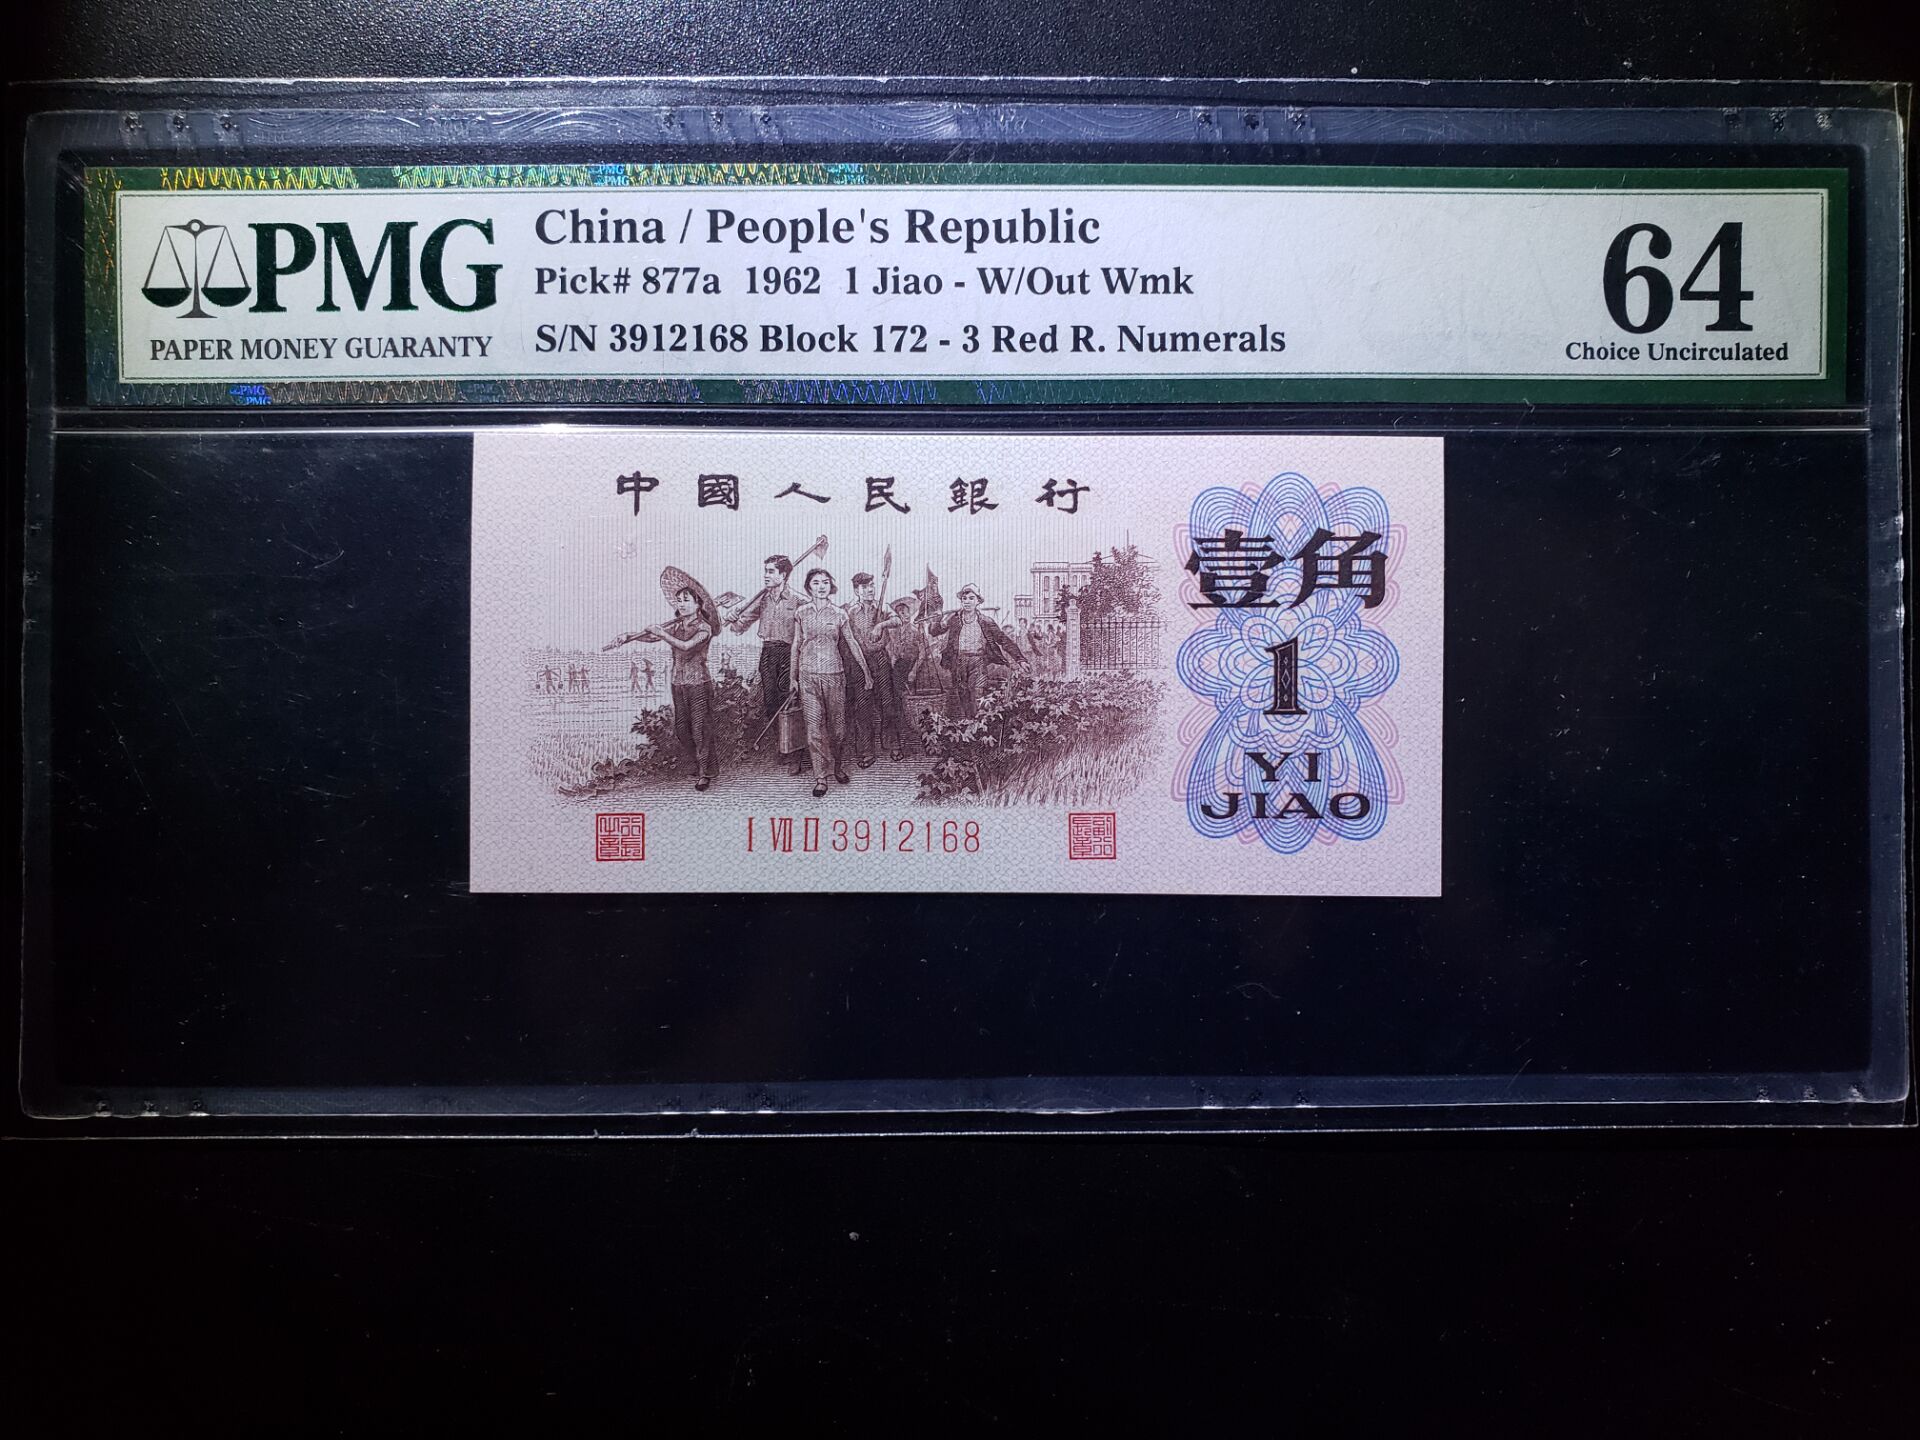 PMG
PAPER MONEY GUARANTY
China / People's Republic
Pick# 877a 1962 1 Jiao - W/Out Wmk
S/N 3912168 Block 172 - 3 Red R. Numerals
64
Choice Uncirculated
中國人民銀行
壹角
1
YI
JIAO
I VII II 3912168